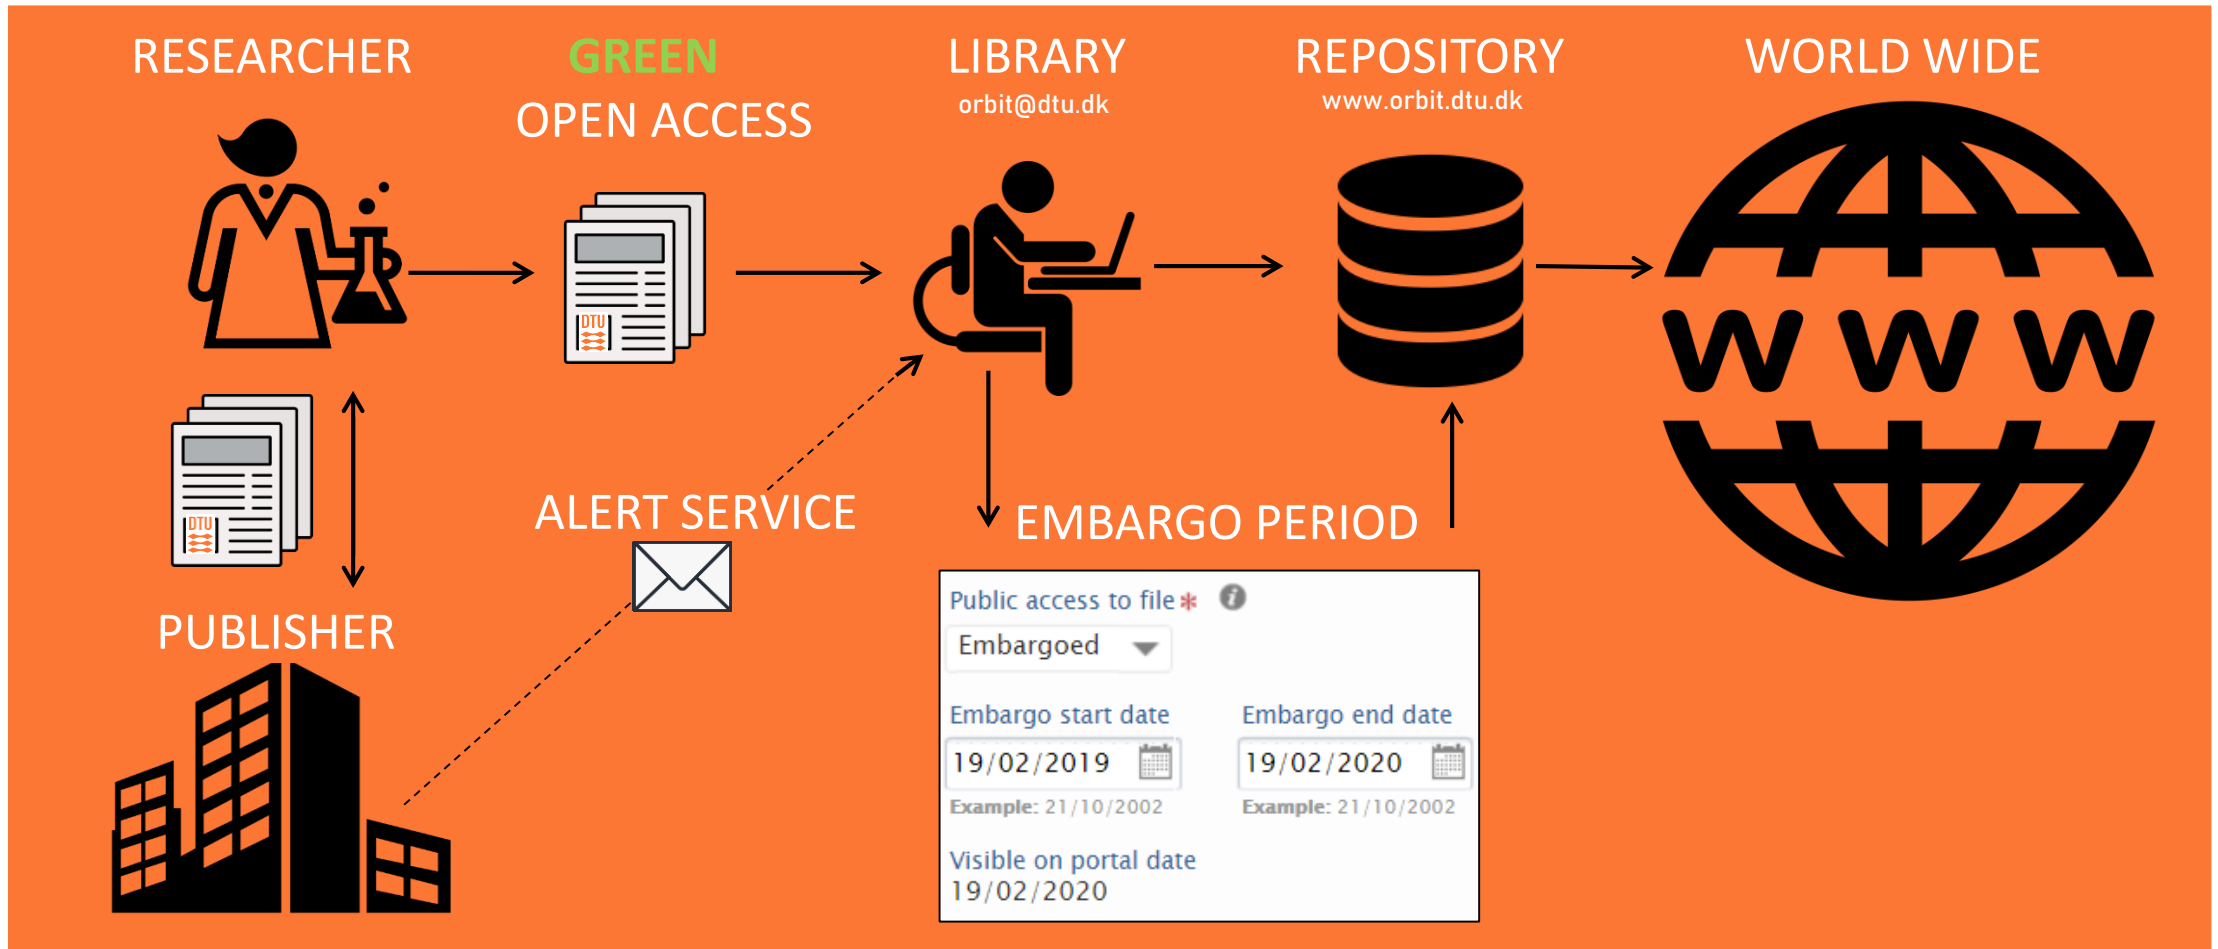 RESEARCHER
GREEN
OPEN ACCESS
LIBRARY
orbit@dtu.dk
REPOSITORY
www.orbit.dtu.dk
WORLD WIDE
DTU
W W W
DTU
ALERT SERVICE
PUBLISHER
EMBARGO PERIOD
Public access to file* i
Embargoed
Embargo start date
19/02/2019
Example: 21/10/2002
Embargo end date
19/02/2020
Example: 21/10/2002
Visible on portal date
19/02/2020